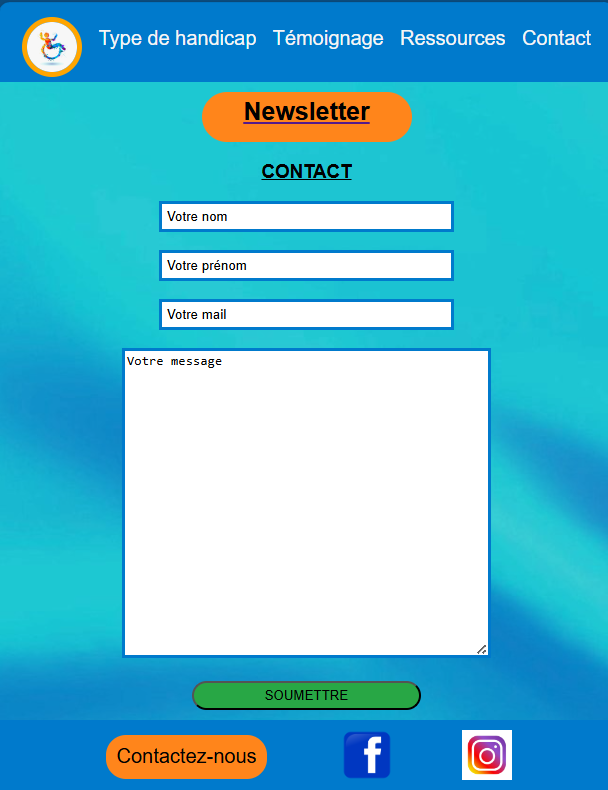 Type de handicap Témoignage Ressources Contact
Newsletter
CONTACT
Votre nom
Votre prénom
Votre mail
Votre message
SOUMETTRE
Contactez-nous